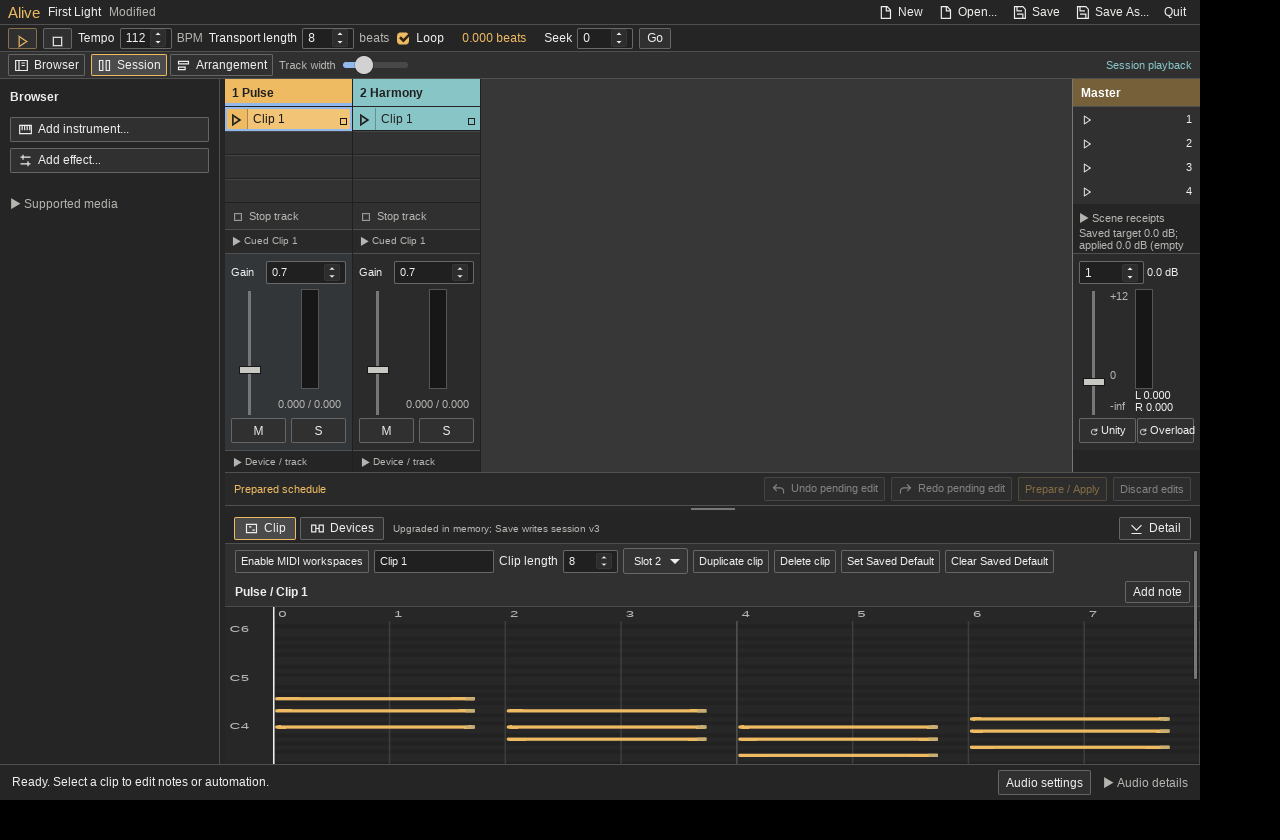 Alive First Light Modified New Open... Save Save As... Quit
Tempo 112 BPM Transport length 8 beats Loop 0.000 beats Seek 0 Go
Browser Session Arrangement Track width Session playback
Browser
Add instrument...
Add effect...
Supported media
1 Pulse 2 Harmony Master
Clip 1 Clip 1 1
2
3
4
Stop track Stop track
Scene receipts
Cued Clip 1 Cued Clip 1
Saved target 0.0 dB;
applied 0.0 dB (empty
Gain 0.7 Gain 0.7 1 0.0 dB
+12
0
-inf
L 0.000
R 0.000
0.000 / 0.000 0.000 / 0.000
M S M S Unity Overload
Device / track Device / track
Prepared schedule Undo pending edit Redo pending edit Prepare / Apply Discard edits
Clip Devices Upgraded in memory; Save writes session v3 Detail
Enable MIDI workspaces Clip 1 Clip length 8 Slot 2 Duplicate clip Delete clip Set Saved Default Clear Saved Default
Pulse / Clip 1 Add note
0 1 2 3 4 5 6 7
C6
C5
C4
Ready. Select a clip to edit notes or automation. Audio settings Audio details